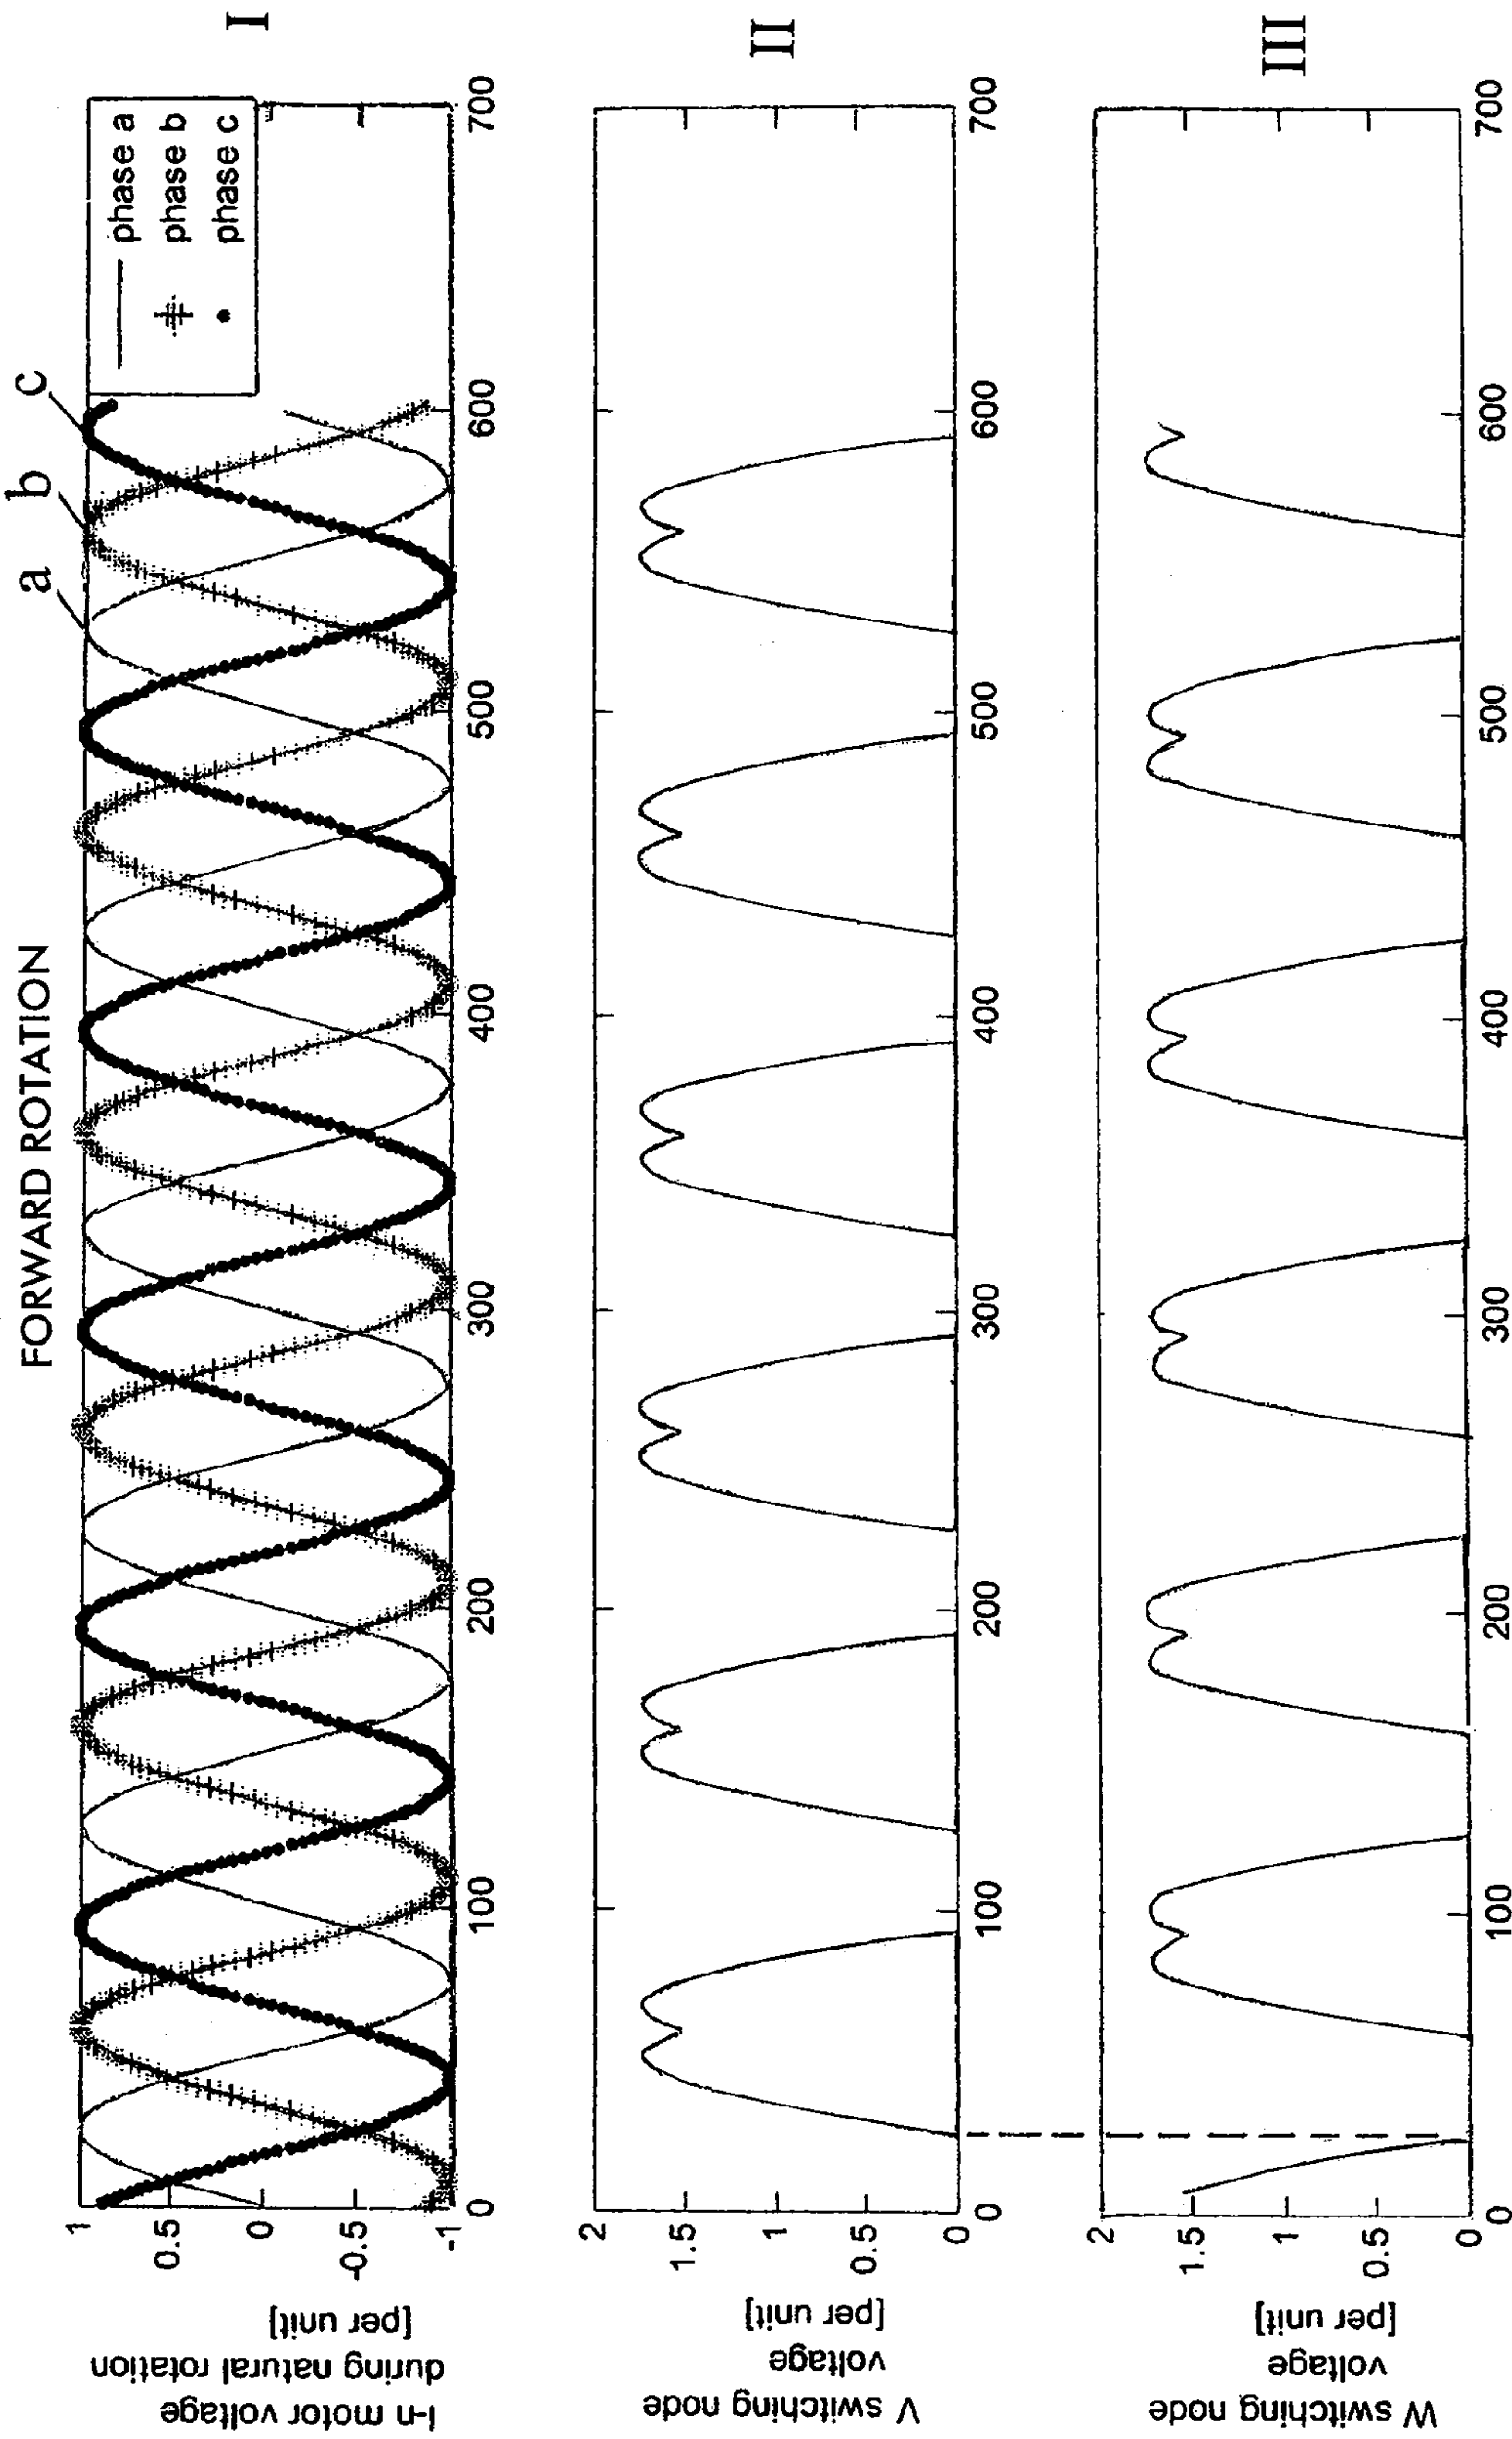 FORWARD ROTATION
l-n motor voltage
during natural rotation
[per unit]
1
0.5
0
-0.5
-1
0
100
200
300
400
500
600
700
a
b
c
phase a
phase b
phase c
I
V switching node
voltage
[per unit]
2
1.5
1
0.5
0
0
100
200
300
400
500
600
700
II
W switching node
voltage
[per unit]
2
1.5
1
0.5
0
0
100
200
300
400
500
600
700
III